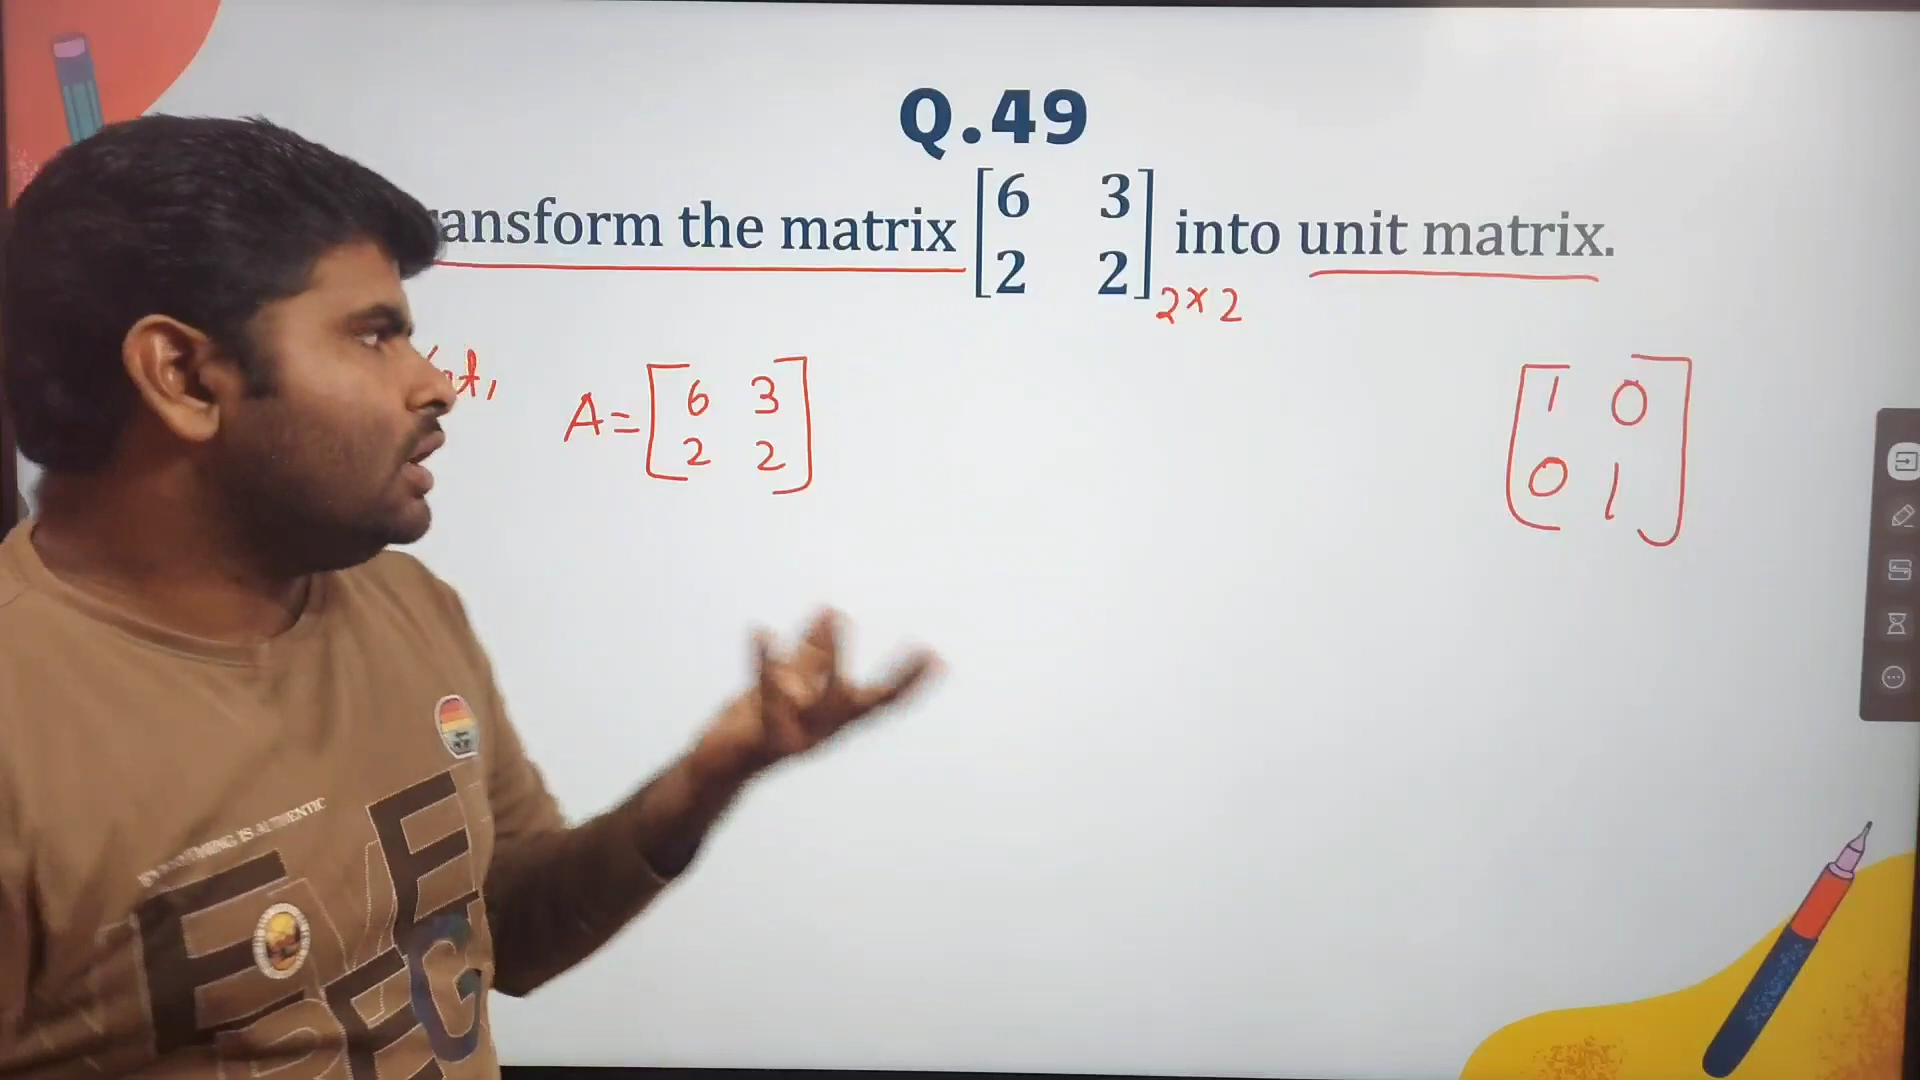 Q.49
ansform the matrix [6 3
2 2] into unit matrix.
2×2
A = [6 3
2 2]
[1 0
0 1]